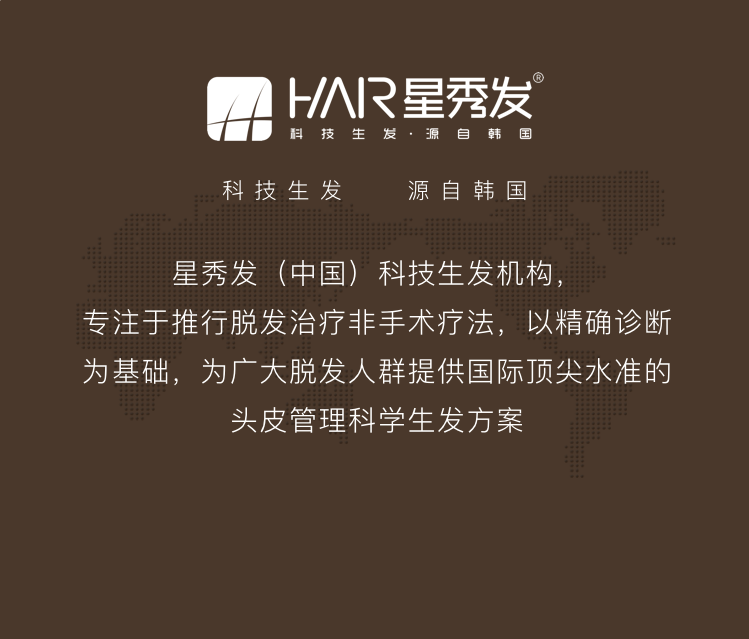 HAIR星秀发®
科技生发·源自韩国
科技生发 源自韩国
星秀发（中国）科技生发机构，
专注于推行脱发治疗非手术疗法，以精确诊断
为基础，为广大脱发人群提供国际顶尖水准的
头皮管理科学生发方案